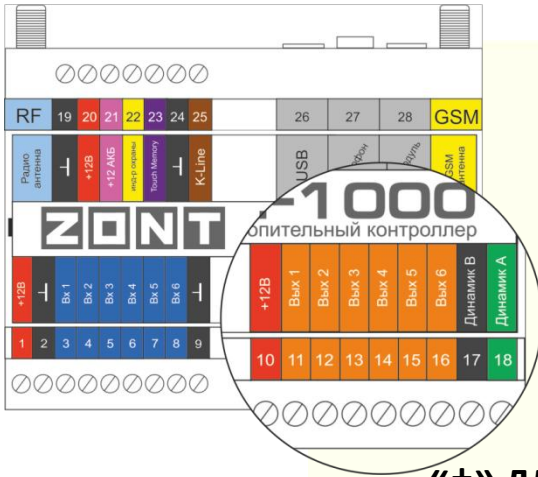 RF 19 20 21 22 23 24 25 26 27 28 GSM
Радио антенна
+12В
+12 АКБ
инд-р охраны
Touch Memory
K-Line
USB
GSM
ZONT -1000
опительный контроллер
+12В Вх 1 Вх 2 Вх 3 Вх 4 Вх 5 Вх 6
+12В Вых 1 Вых 2 Вых 3 Вых 4 Вых 5 Вых 6 Динамик В Динамик А
1 2 3 4 5 6 7 8 9 10 11 12 13 14 15 16 17 18